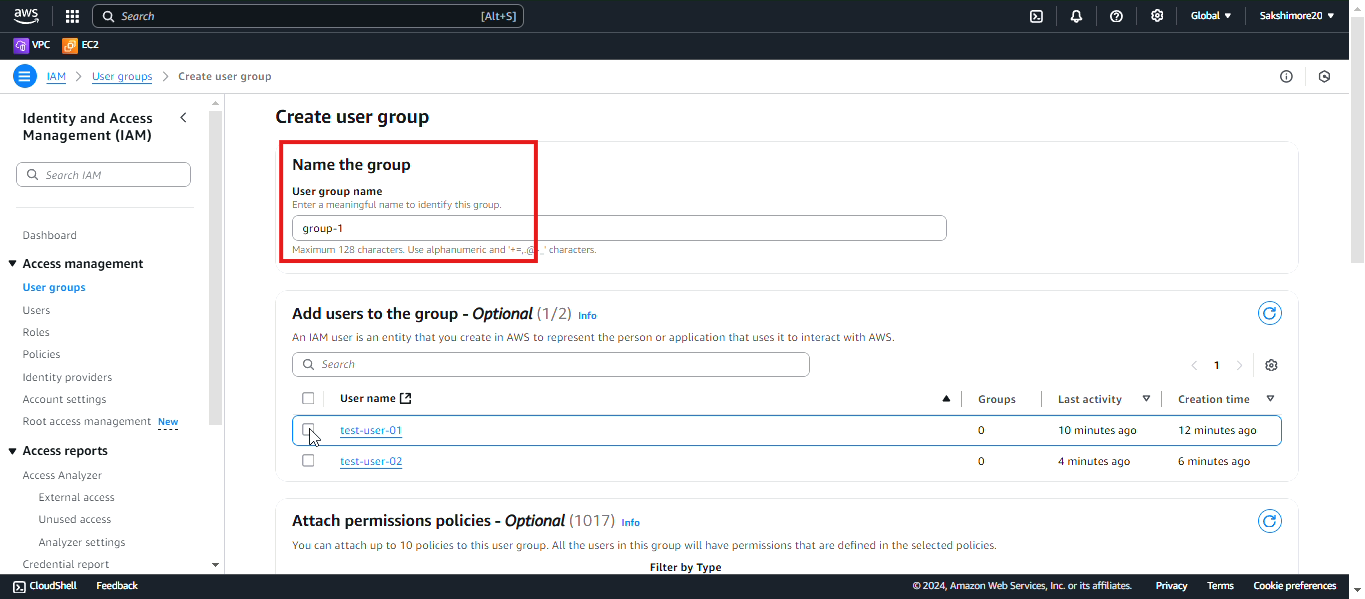 aws
Search [Alt+S] Global Sakshimore20
VPC EC2
IAM > User groups > Create user group
Identity and Access
Management (IAM)
Search IAM
Dashboard
Access management
User groups
Users
Roles
Policies
Identity providers
Account settings
Root access management New
Access reports
Access Analyzer
External access
Unused access
Analyzer settings
Credential report
Create user group
Name the group
User group name
Enter a meaningful name to identify this group.
group-1
Maximum 128 characters. Use alphanumeric and '+=,.@-_' characters.
Add users to the group - Optional (1/2) Info
An IAM user is an entity that you create in AWS to represent the person or application that uses it to interact with AWS.
Search
1
User name Groups Last activity Creation time
test-user-01 0 10 minutes ago 12 minutes ago
test-user-02 0 4 minutes ago 6 minutes ago
Attach permissions policies - Optional (1017) Info
You can attach up to 10 policies to this user group. All the users in this group will have permissions that are defined in the selected policies.
Filter by Type
CloudShell Feedback © 2024, Amazon Web Services, Inc. or its affiliates. Privacy Terms Cookie preferences